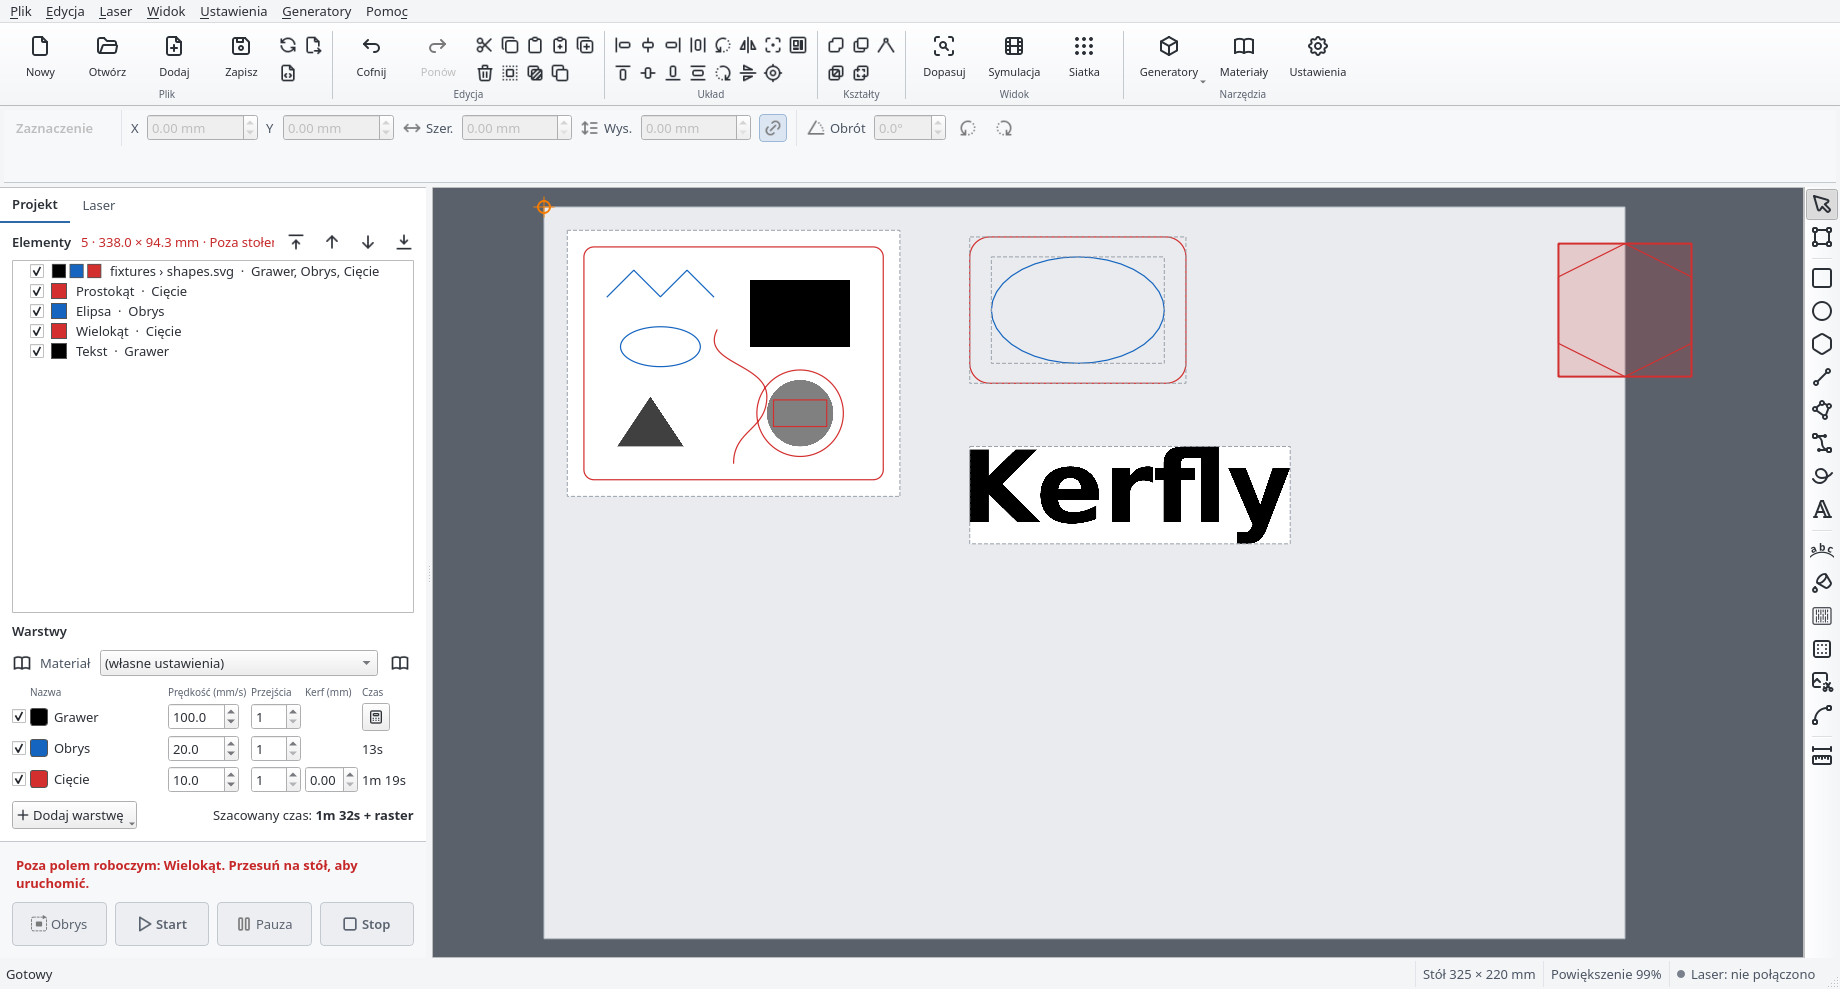 Plik Edycja Laser Widok Ustawienia Generatory Pomoc
Nowy Otwórz Dodaj Zapisz Cofnij Ponów Dopasuj Symulacja Siatka Generatory Materiały Ustawienia
Plik Edycja Układ Kształty Widok Narzędzia
Zaznaczenie X 0.00 mm Y 0.00 mm Szer. 0.00 mm Wys. 0.00 mm Obrót 0.0°
Projekt Laser
Elementy 5 · 338.0 × 94.3 mm · Poza stołem
fixtures › shapes.svg · Grawer, Obrys, Cięcie
Prostokąt · Cięcie
Elipsa · Obrys
Wielokąt · Cięcie
Tekst · Grawer
Kerfly
abc
Warstwy
Materiał (własne ustawienia)
Nazwa Prędkość (mm/s) Przejścia Kerf (mm) Czas
Grawer 100.0 1
Obrys 20.0 1 13s
Cięcie 10.0 1 0.00 1m 19s
Dodaj warstwę Szacowany czas: 1m 32s + raster
Poza polem roboczym: Wielokąt. Przesuń na stół, aby
uruchomić.
Obrys Start Pauza Stop
Gotowy Stół 325 × 220 mm Powiększenie 99% Laser: nie połączono